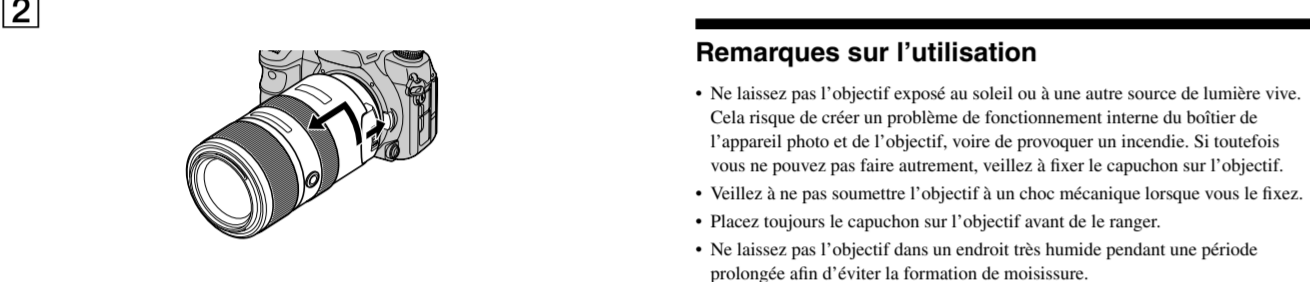 2
Remarques sur l’utilisation
• Ne laissez pas l’objectif exposé au soleil ou à une autre source de lumière vive.
Cela risque de créer un problème de fonctionnement interne du boîtier de
l’appareil photo et de l’objectif, voire de provoquer un incendie. Si toutefois
vous ne pouvez pas faire autrement, veillez à fixer le capuchon sur l’objectif.
• Veillez à ne pas soumettre l’objectif à un choc mécanique lorsque vous le fixez.
• Placez toujours le capuchon sur l’objectif avant de le ranger.
• Ne laissez pas l’objectif dans un endroit très humide pendant une période
prolongée afin d’éviter la formation de moisissure.